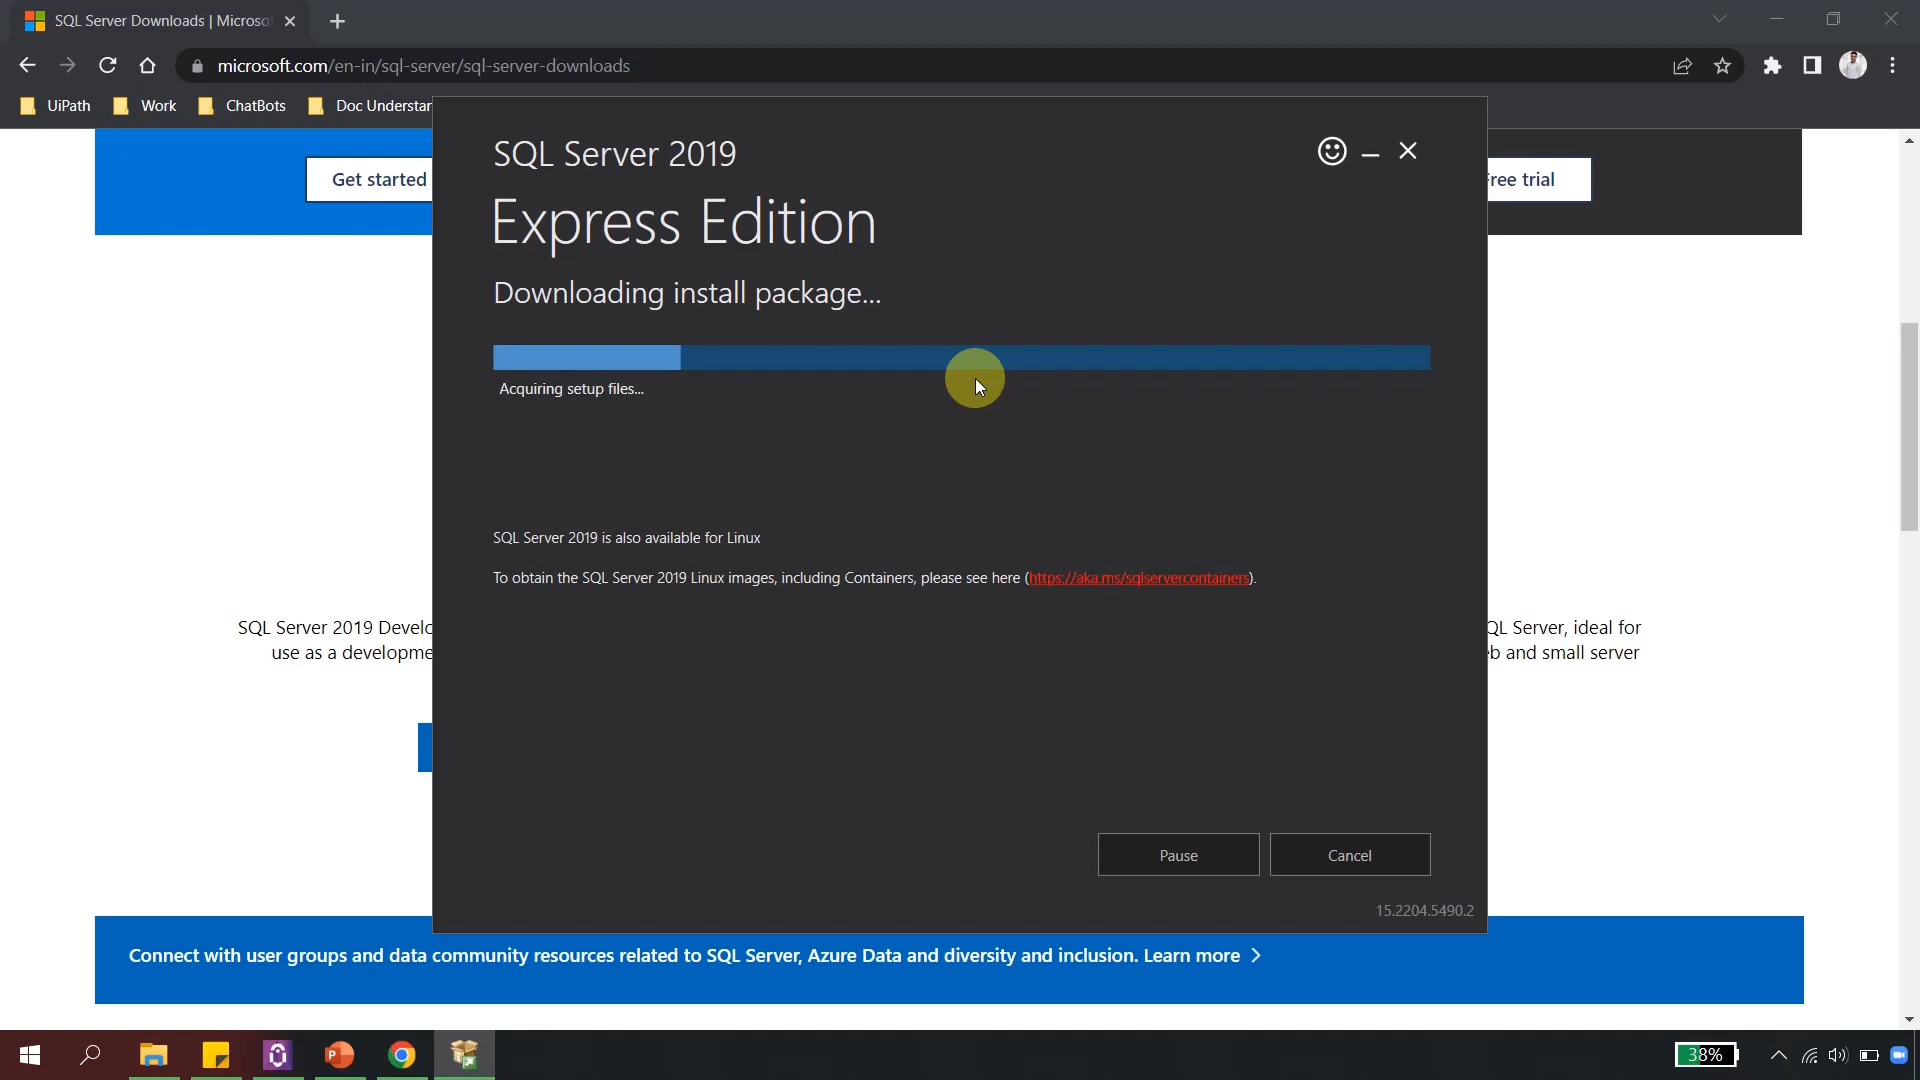 SQL Server Downloads | Microso
microsoft.com/en-in/sql-server/sql-server-downloads
UiPath
Work
ChatBots
Doc Understan
Get started
Free trial
SQL Server 2019
Express Edition
Downloading install package...
Acquiring setup files...
SQL Server 2019 is also available for Linux
To obtain the SQL Server 2019 Linux images, including Containers, please see here (https://aka.ms/sqlservercontainers).
SQL Server 2019 Develo
use as a developme
QL Server, ideal for
eb and small server
Pause
Cancel
15.2204.5490.2
Connect with user groups and data community resources related to SQL Server, Azure Data and diversity and inclusion. Learn more
38%